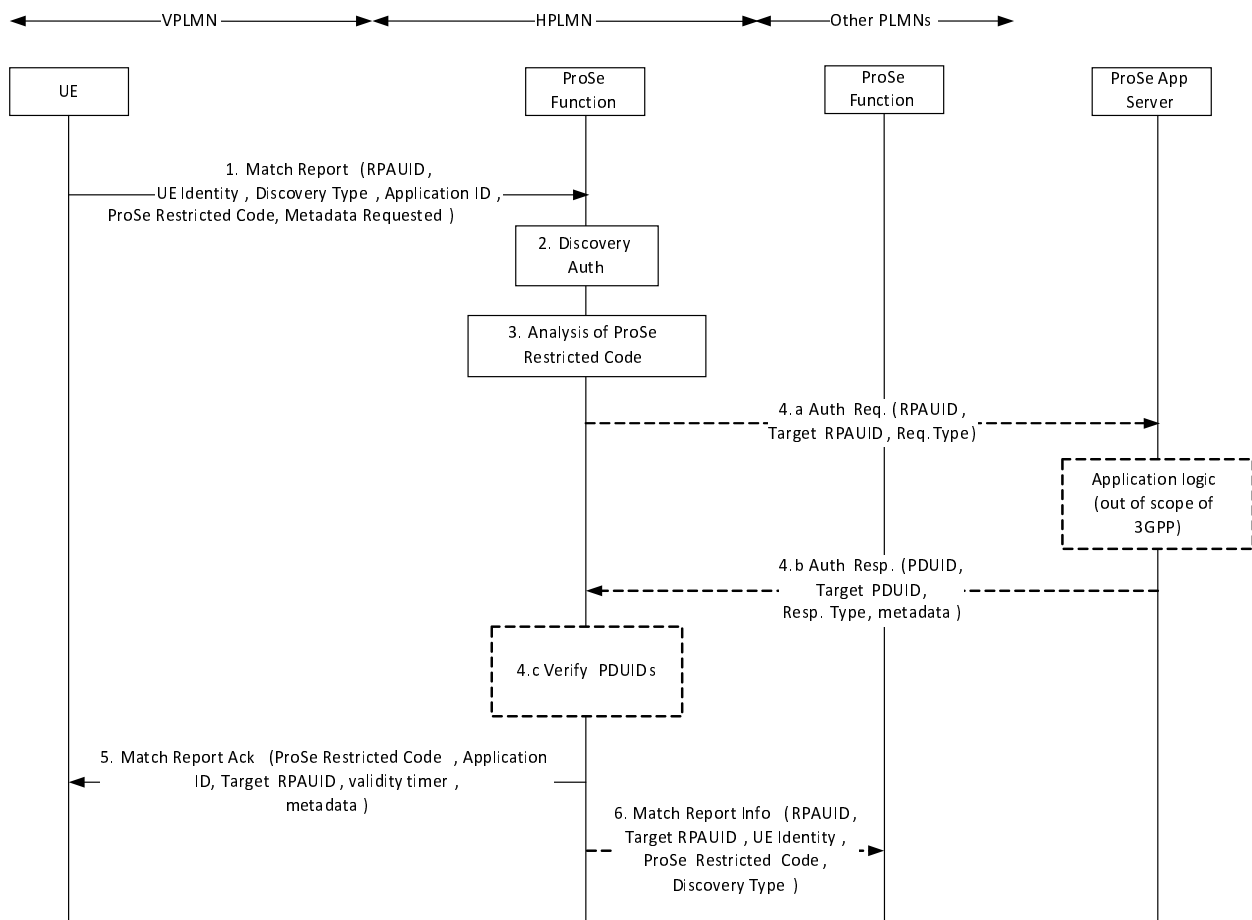 VPLMN
HPLMN
Other PLMNs
UE
ProSe
Function
ProSe
Function
ProSe App
Server
1. Match Report (RPAUID,
UE Identity, Discovery Type, Application ID,
ProSe Restricted Code, Metadata Requested)
2. Discovery
Auth
3. Analysis of ProSe
Restricted Code
4.a Auth Req. (RPAUID,
Target RPAUID, Req. Type)
Application logic
(out of scope of
3GPP)
4.b Auth Resp. (PDUID,
Target PDUID,
Resp. Type, metadata)
4.c Verify PDUIDs
5. Match Report Ack (ProSe Restricted Code, Application
ID, Target RPAUID, validity timer,
metadata)
6. Match Report Info (RPAUID,
Target RPAUID, UE Identity,
ProSe Restricted Code,
Discovery Type)